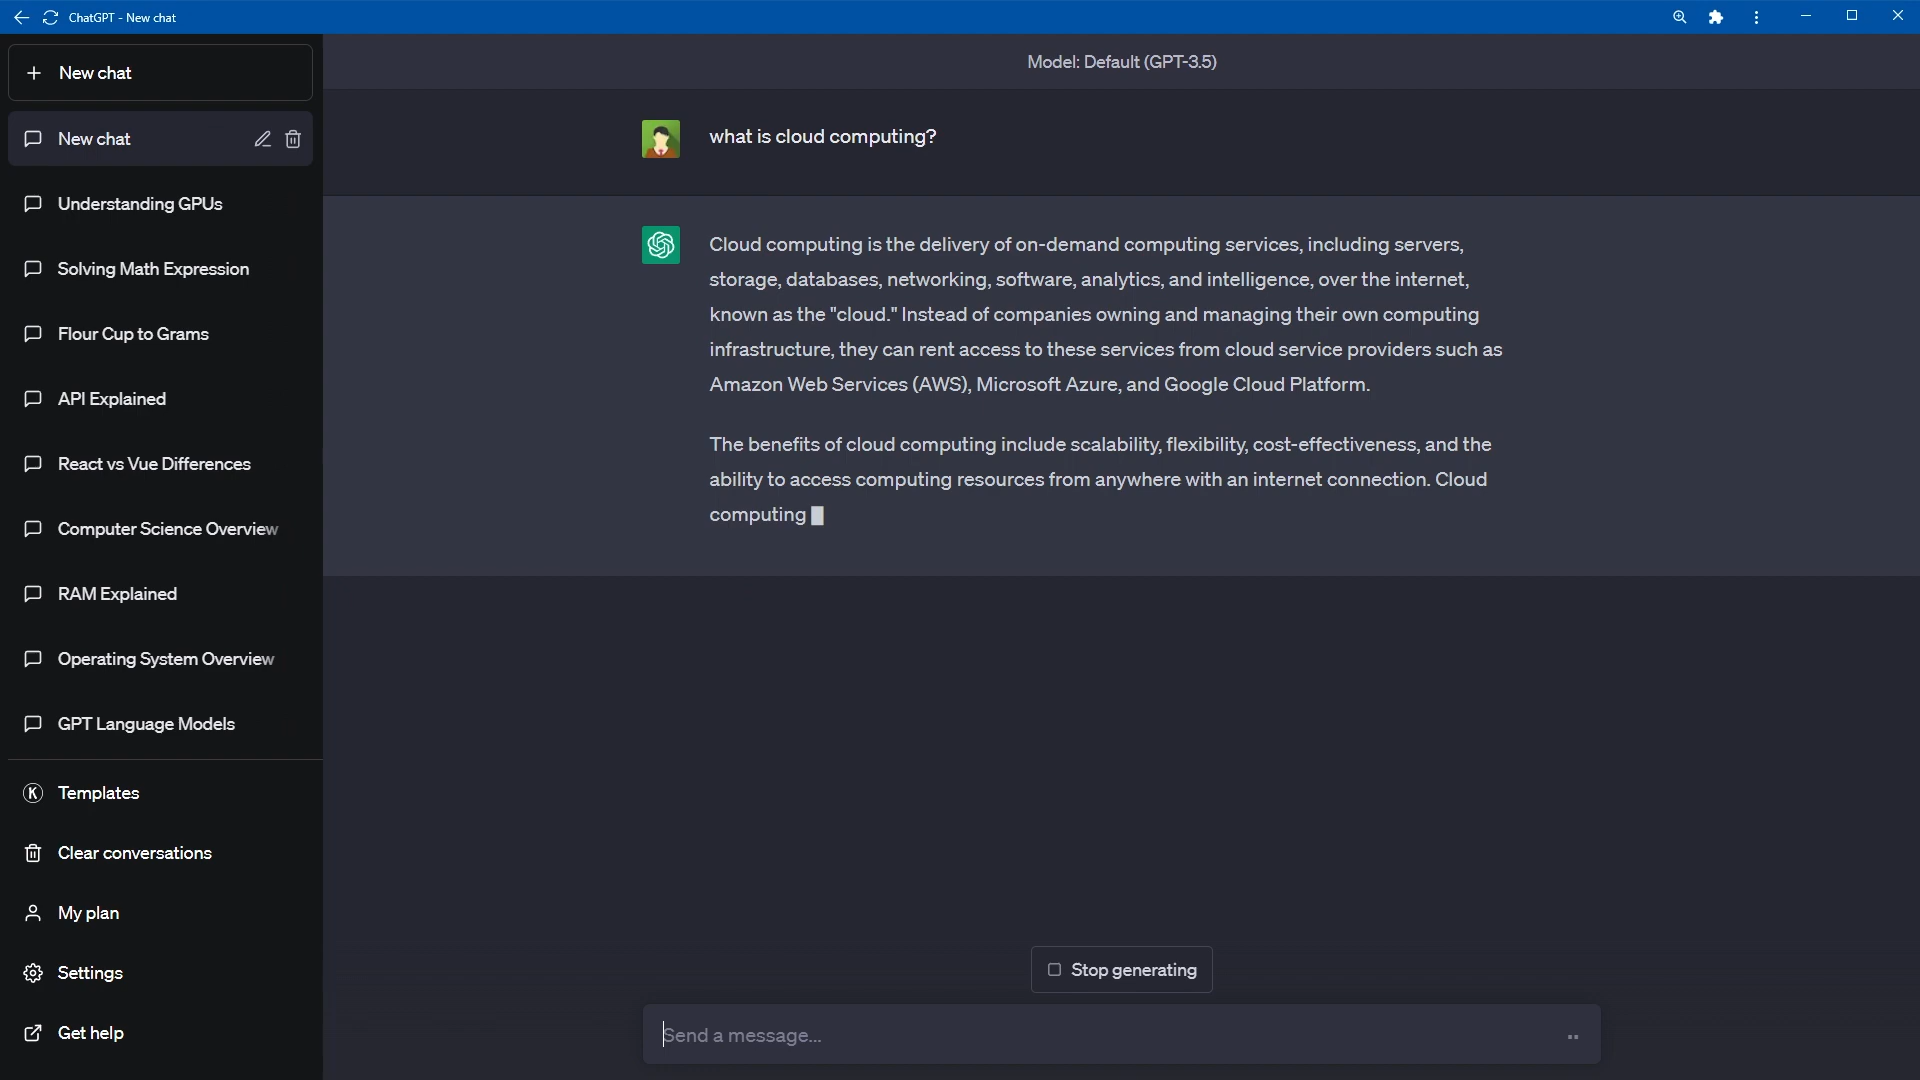 ChatGPT - New chat
New chat
New chat
Understanding GPUs
Solving Math Expression
Flour Cup to Grams
API Explained
React vs Vue Differences
Computer Science Overview
RAM Explained
Operating System Overview
GPT Language Models
Templates
Clear conversations
My plan
Settings
Get help
Model: Default (GPT-3.5)
what is cloud computing?
Cloud computing is the delivery of on-demand computing services, including servers,
storage, databases, networking, software, analytics, and intelligence, over the internet,
known as the "cloud." Instead of companies owning and managing their own computing
infrastructure, they can rent access to these services from cloud service providers such as
Amazon Web Services (AWS), Microsoft Azure, and Google Cloud Platform.
The benefits of cloud computing include scalability, flexibility, cost-effectiveness, and the
ability to access computing resources from anywhere with an internet connection. Cloud
computing
Stop generating
Send a message...